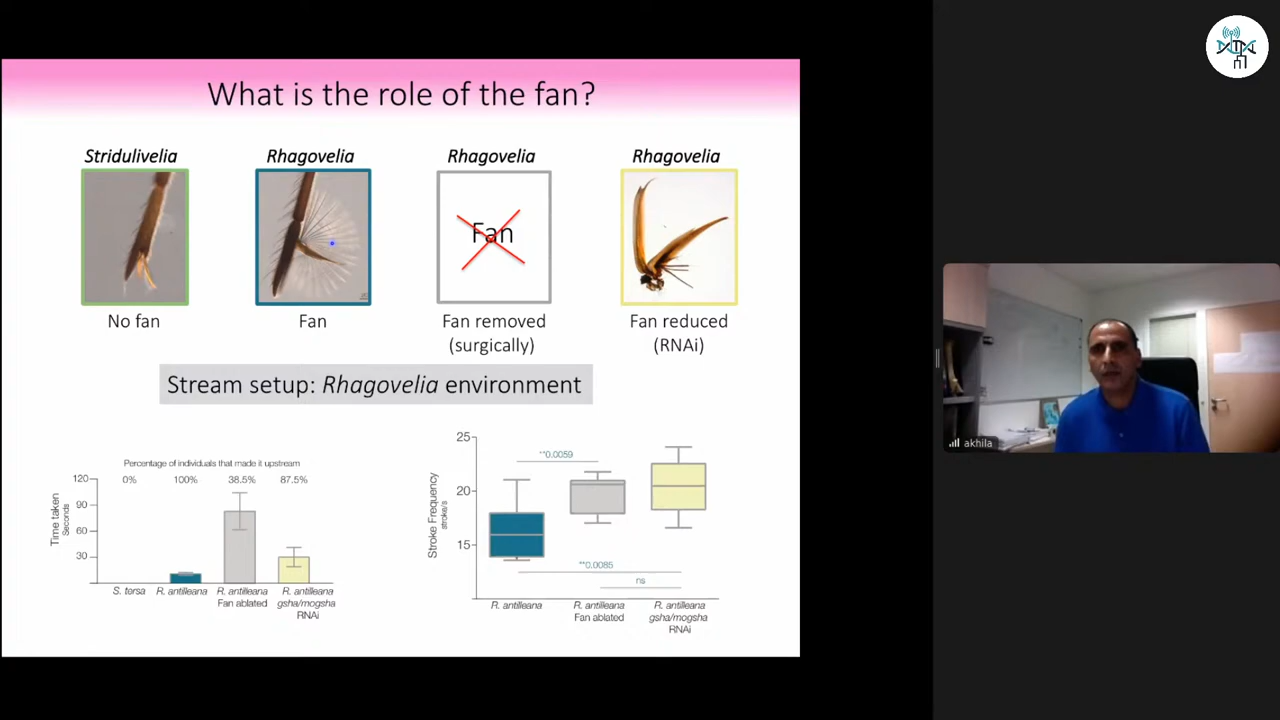 What is the role of the fan?
Stridulivelia
Rhagovelia
Rhagovelia
Rhagovelia
Fan
No fan
Fan
Fan removed
(surgically)
Fan reduced
(RNAi)
Stream setup: Rhagovelia environment
Percentage of individuals that made it upstream
0% 100% 38.5% 87.5%
Time taken
Seconds
120
90
60
30
S. tersa
R. antilleana
R. antilleana
Fan ablated
R. antilleana
gsha/mogsha
RNAi
Stroke Frequency
stroke/s
25
20
15
**0.0059
**0.0085
ns
R. antilleana
R. antilleana
Fan ablated
R. antilleana
gsha/mogsha
RNAi
akhila